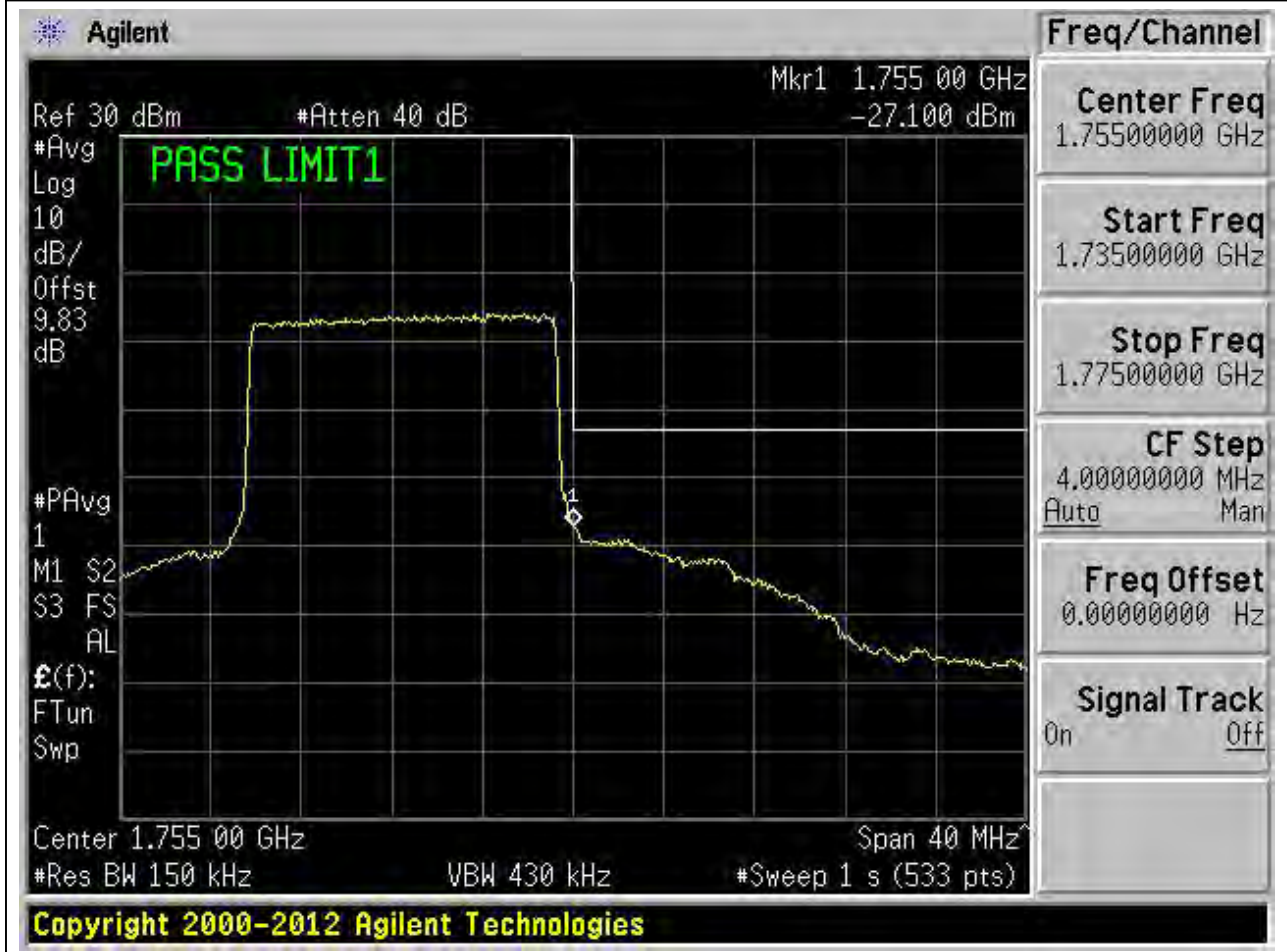 Agilent
Freq/Channel
Mkr1 1.755 00 GHz
Ref 30 dBm #Atten 40 dB -27.100 dBm
#Avg
Log
10
dB/
Offst
9.83
dB
PASS LIMIT1
1
#PAvg
1
M1 S2
S3 FS
AL
£(f):
FTun
Swp
Center 1.755 00 GHz Span 40 MHz^
#Res BW 150 kHz VBW 430 kHz #Sweep 1 s (533 pts)
Center Freq
1.75500000 GHz
Start Freq
1.73500000 GHz
Stop Freq
1.77500000 GHz
CF Step
4.00000000 MHz
Auto Man
Freq Offset
0.00000000 Hz
Signal Track
On Off
Copyright 2000-2012 Agilent Technologies